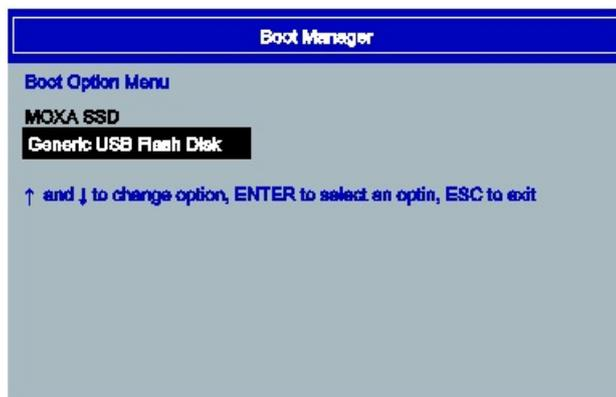 Boot Manager
Boot Option Menu
MOXA SSD
Generic USB Flash Disk
↑ and ↓ to change option, ENTER to select an optin, ESC to exit